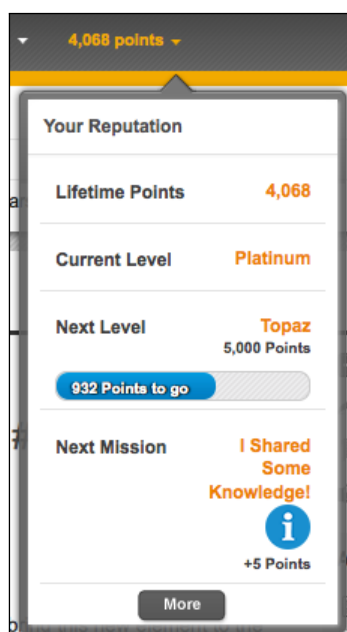 4,068 points
Your Reputation
Lifetime Points 4,068
Current Level Platinum
Next Level Topaz
5,000 Points
932 Points to go
Next Mission I Shared
Some
Knowledge!
i
+5 Points
More